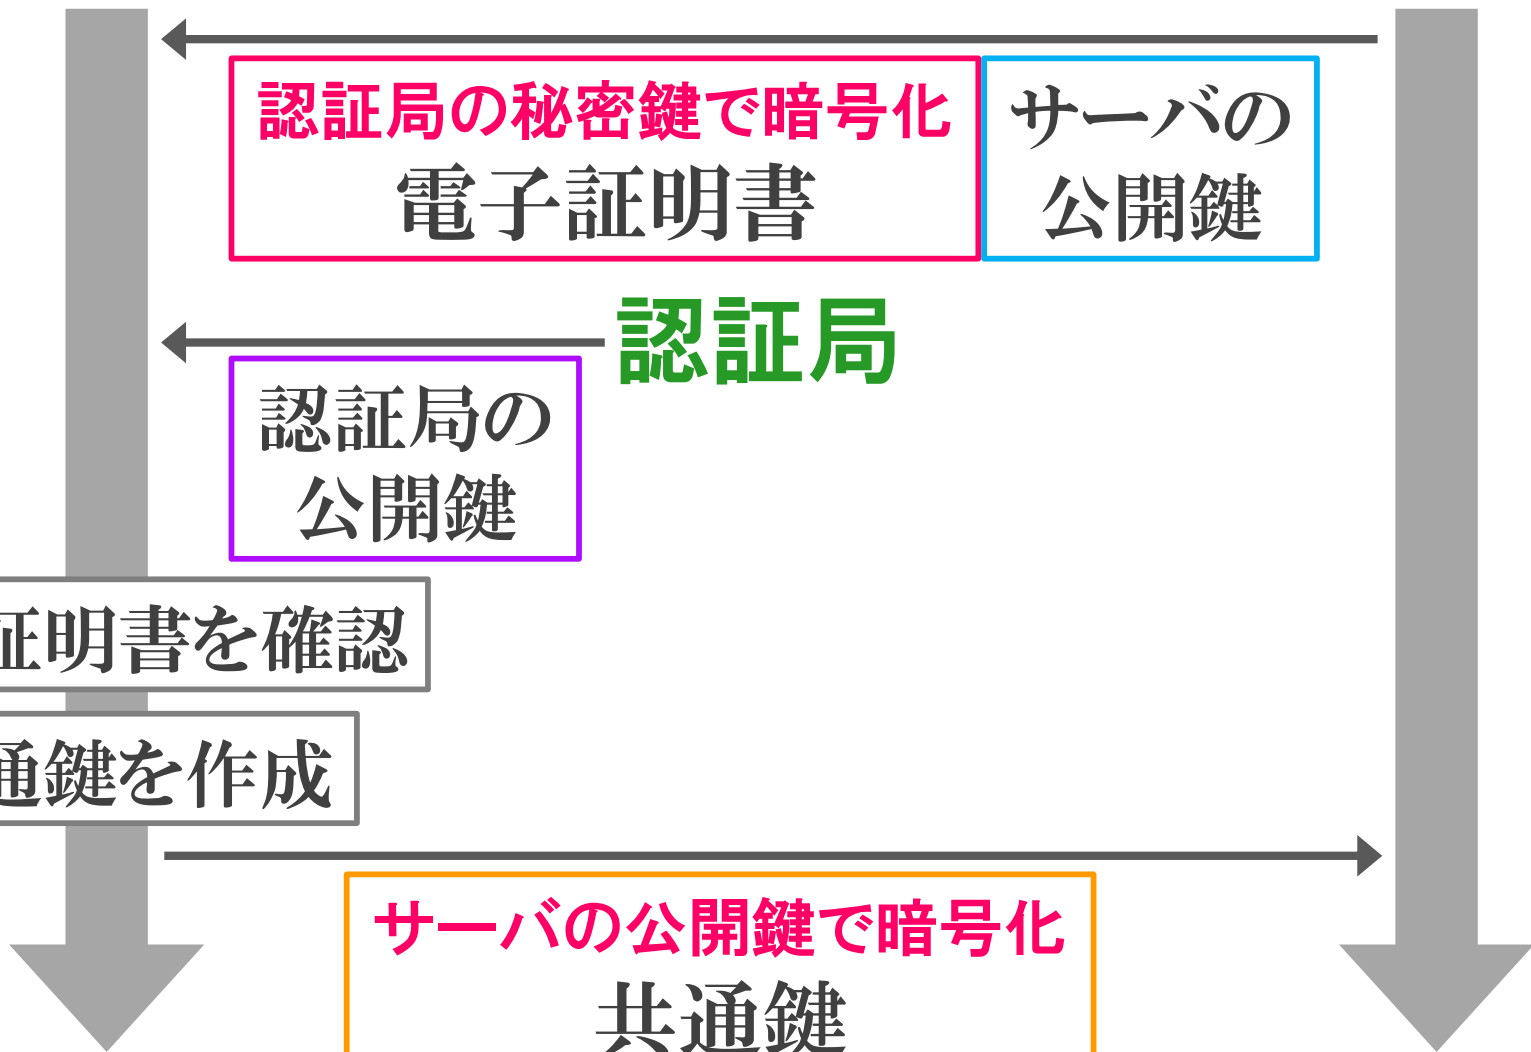 認証局の秘密鍵で暗号化
電子証明書
サーバの
公開鍵
認証局
認証局の
公開鍵
証明書を確認
通鍵を作成
サーバの公開鍵で暗号化
共通鍵